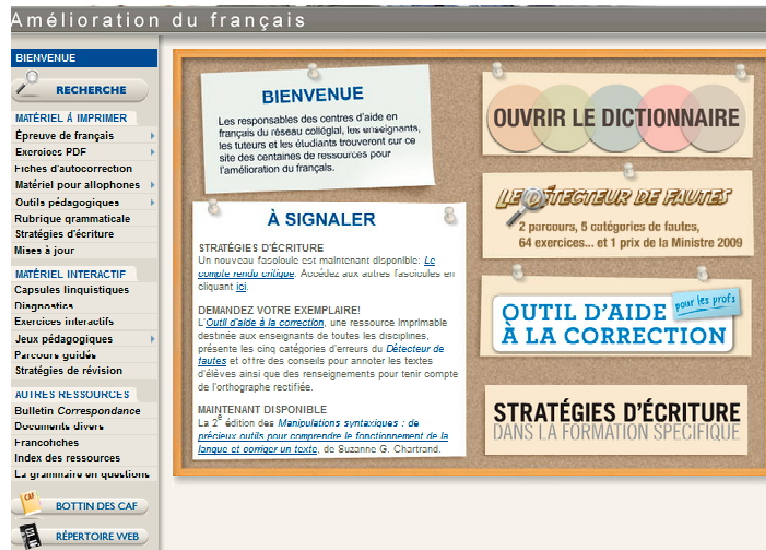 Amélioration du français
BIENVENUE
RECHERCHE
MATÉRIEL À IMPRIMER
Épreuve de français
Exercices PDF
Fiches d'autocorrection
Matériel pour allophones
Outils pédagogiques
Rubrique grammaticale
Stratégies d'écriture
Mises à jour
MATÉRIEL INTERACTIF
Capsules linguistiques
Diagnostics
Exercices interactifs
Jeux pédagogiques
Parcours guidés
Stratégies de révision
AUTRES RESSOURCES
Bulletin Correspondance
Documents divers
Francofiches
Index des ressources
La grammaire en questions
CAF
BOTTIN DES CAF
RÉPERTOIRE WEB
BIENVENUE
Les responsables des centres d'aide en
français du réseau collégial, les enseignants,
les tuteurs et les étudiants trouveront sur ce
site des centaines de ressources pour
l'amélioration du français.
À SIGNALER
STRATÉGIES D'ÉCRITURE
Un nouveau fascicule est maintenant disponible: Le
compte rendu critique. Accédez aux autres fascicules en
cliquant ici.
DEMANDEZ VOTRE EXEMPLAIRE!
L'Outil d'aide à la correction, une ressource imprimable
destinée aux enseignants de toutes les disciplines,
présente les cinq catégories d'erreurs du Détecteur de
fautes et offre des conseils pour annoter les textes
d'élèves ainsi que des renseignements pour tenir compte
de l'orthographe rectifiée.
MAINTENANT DISPONIBLE
La 2e édition des Manipulations syntaxiques : de
précieux outils pour comprendre le fonctionnement de la
langue et corriger un texte, de Suzanne G. Chartrand.
OUVRIR LE DICTIONNAIRE
LE DÉTECTEUR DE FAUTES
2 parcours, 5 catégories de fautes,
64 exercices... et 1 prix de la Ministre 2009
OUTIL D'AIDE pour les profs
À LA CORRECTION
STRATÉGIES D'ÉCRITURE
DANS LA FORMATION SPÉCIFIQUE